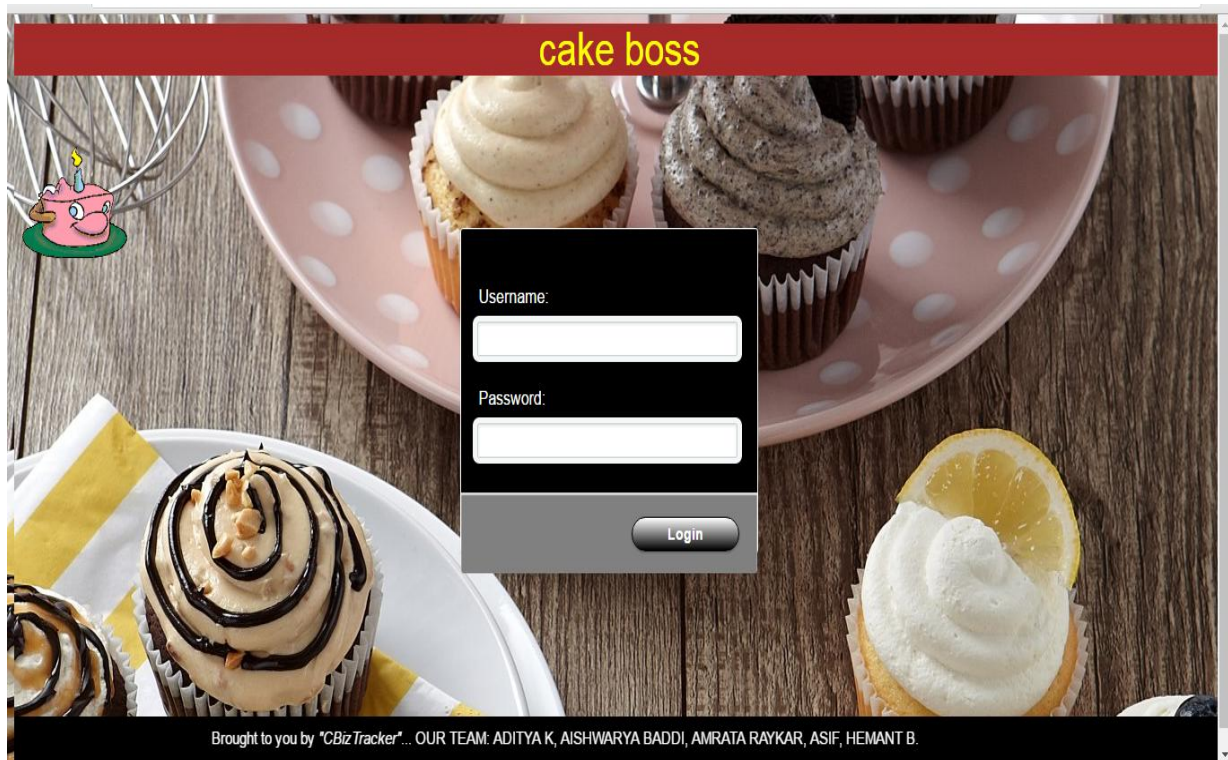 cake boss
Username:
Password:
Login
Brought to you by "CBizTracker"... OUR TEAM: ADITYA K, AISHWARYA BADDI, AMRATA RAYKAR, ASIF, HEMANT B.